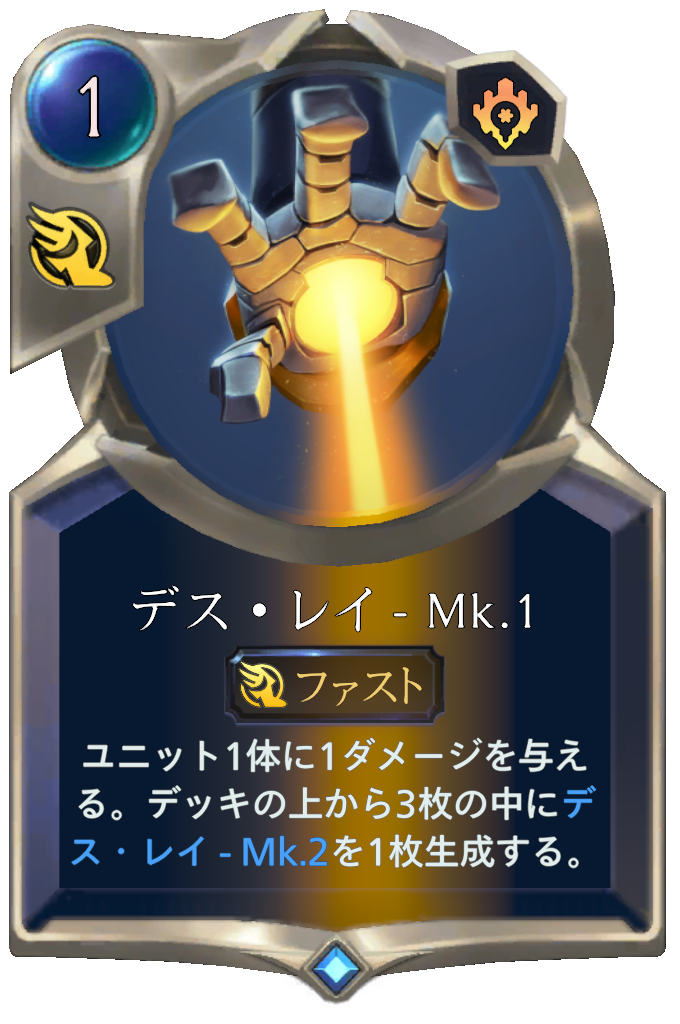 1
デス・レイ - Mk.1
ファスト
ユニット1体に1ダメージを与え
る。デッキの上から3枚の中にデ
ス・レイ - Mk.2を1枚生成する。